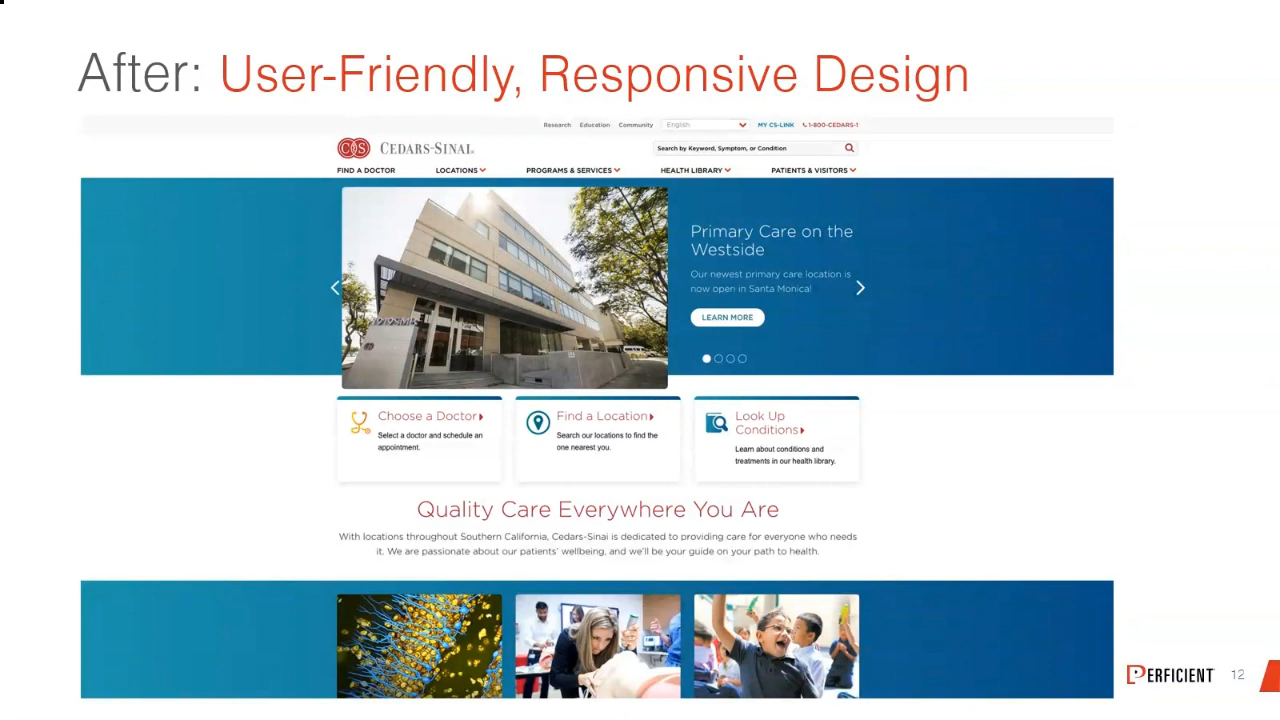 After: User-Friendly, Responsive Design
Research Education Community English MY CS-LINK 1-800-CEDARS-1
CEDARS-SINAI.
Search by Keyword, Symptom, or Condition
FIND A DOCTOR LOCATIONS PROGRAMS & SERVICES HEALTH LIBRARY PATIENTS & VISITORS
Primary Care on the
Westside
Our newest primary care location is
now open in Santa Monica!
LEARN MORE
Choose a Doctor
Select a doctor and schedule an
appointment.
Find a Location
Search our locations to find the
one nearest you.
Look Up
Conditions
Learn about conditions and
treatments in our health library.
Quality Care Everywhere You Are
With locations throughout Southern California, Cedars-Sinai is dedicated to providing care for everyone who needs
it. We are passionate about our patients' wellbeing, and we'll be your guide on your path to health.
PERFICIENT 12